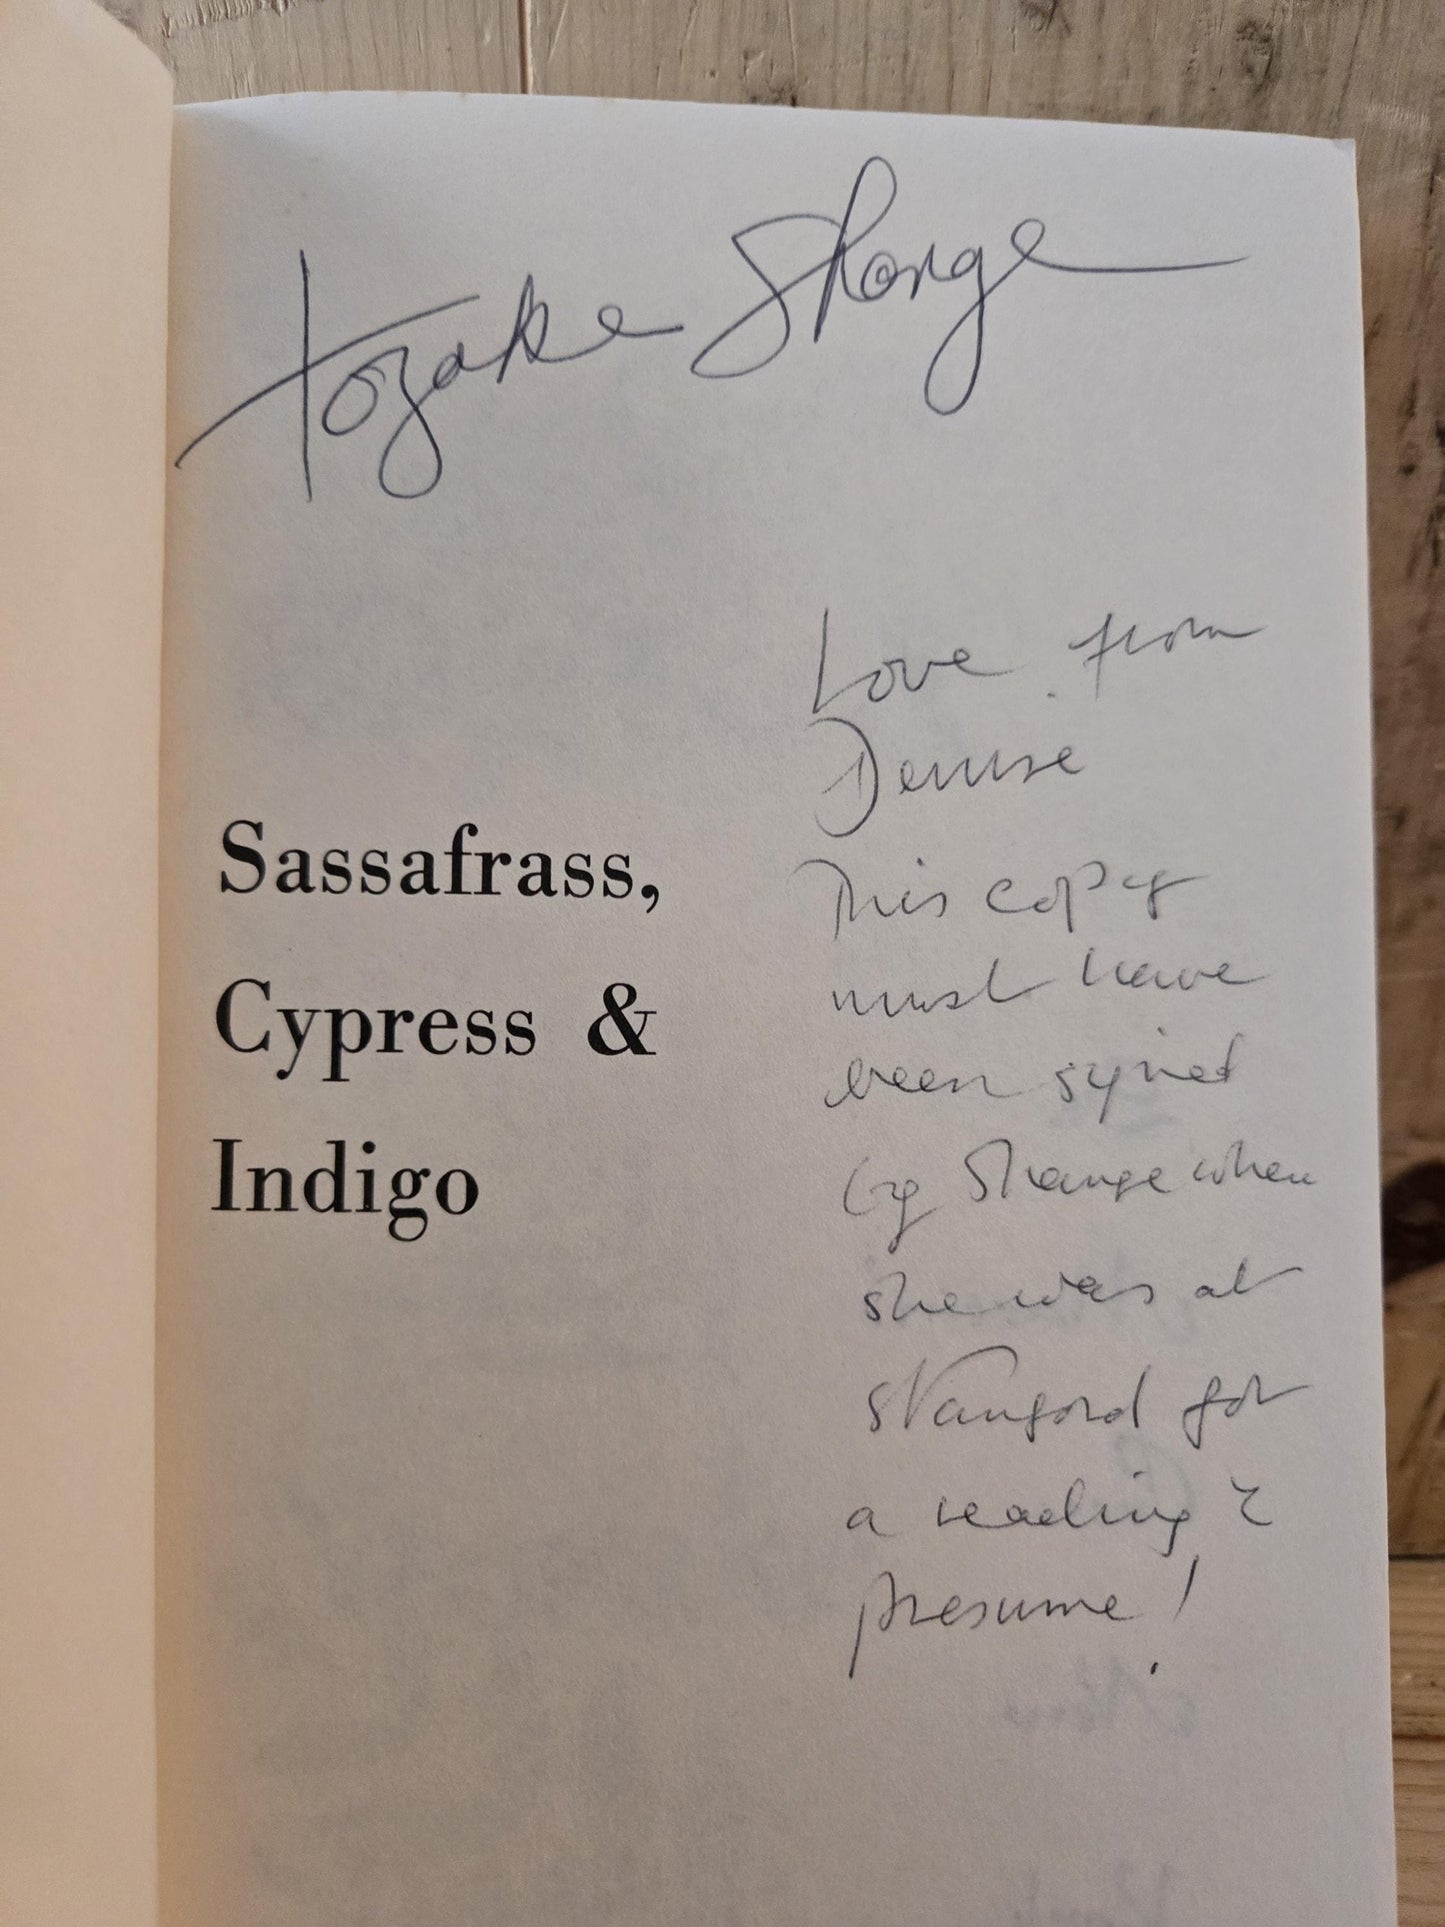 Ntozake Shange
Love from
Denise
This copy
must have
been signed
by Shange when
she was at
Stanford for
a reading I
presume!
Sassafrass,
Cypress &
Indigo